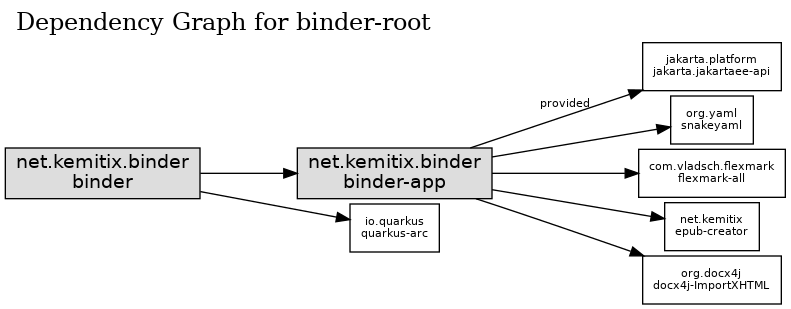 Dependency Graph for binder-root
jakarta.platform
jakarta.jakartaee-api
provided
org.yaml
snakeyaml
net.kemitix.binder
binder
net.kemitix.binder
binder-app
com.vladsch.flexmark
flexmark-all
io.quarkus
quarkus-arc
net.kemitix
epub-creator
org.docx4j
docx4j-ImportXHTML